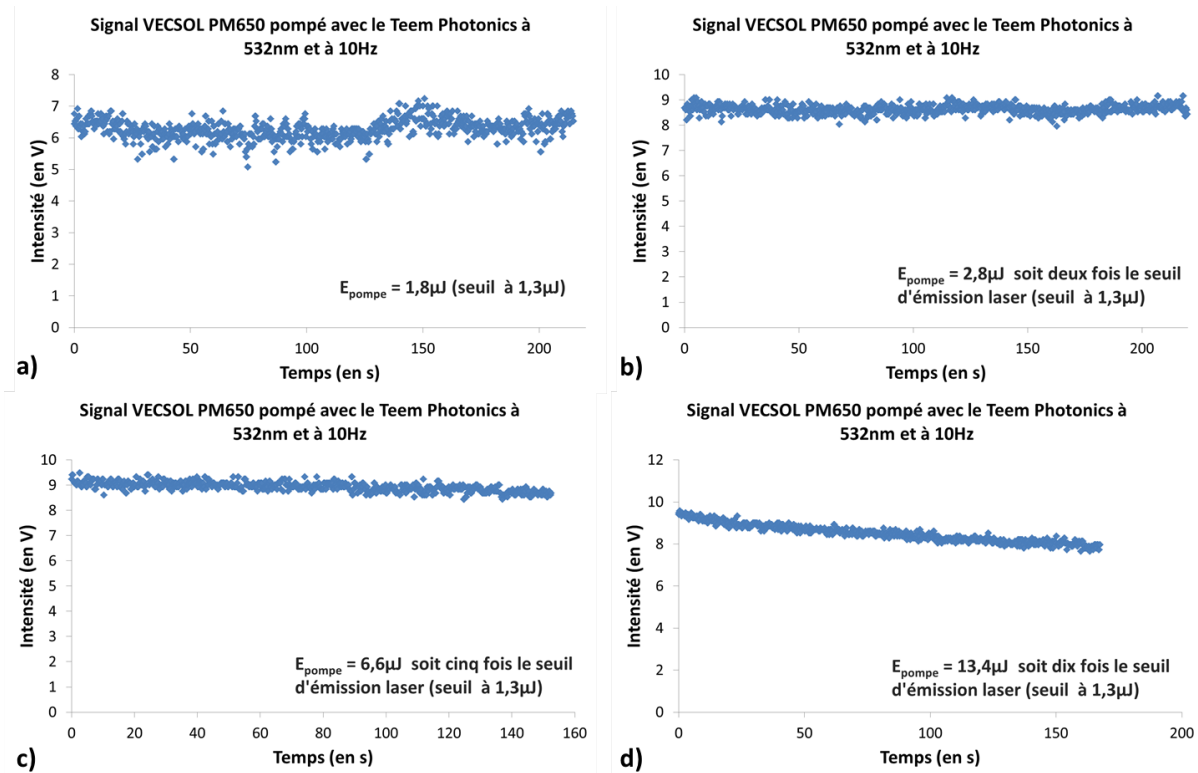 Signal VECSOL PM650 pompé avec le Teem Photonics à
532nm et à 10Hz
8
7
6
5
4
3
2
1
0
Intensité (en V)
E pompe = 1,8µJ (seuil à 1,3µJ)
0 50 100 150 200
Temps (en s)
a)
Signal VECSOL PM650 pompé avec le Teem Photonics à
532nm et à 10Hz
10
9
8
7
6
5
4
3
2
1
0
Intensité (en V)
E pompe = 2,8µJ soit deux fois le seuil
d'émission laser (seuil à 1,3µJ)
0 50 100 150 200
Temps (en s)
b)
Signal VECSOL PM650 pompé avec le Teem Photonics à
532nm et à 10Hz
10
9
8
7
6
5
4
3
2
1
0
Intensité (en V)
E pompe = 6,6µJ soit cinq fois le seuil
d'émission laser (seuil à 1,3µJ)
0 20 40 60 80 100 120 140 160
Temps (en s)
c)
Signal VECSOL PM650 pompé avec le Teem Photonics à
532nm et à 10Hz
12
10
8
6
4
2
0
Intensité (en V)
E pompe = 13,4µJ soit dix fois le seuil
d'émission laser (seuil à 1,3µJ)
0 50 100 150 200
Temps (en s)
d)